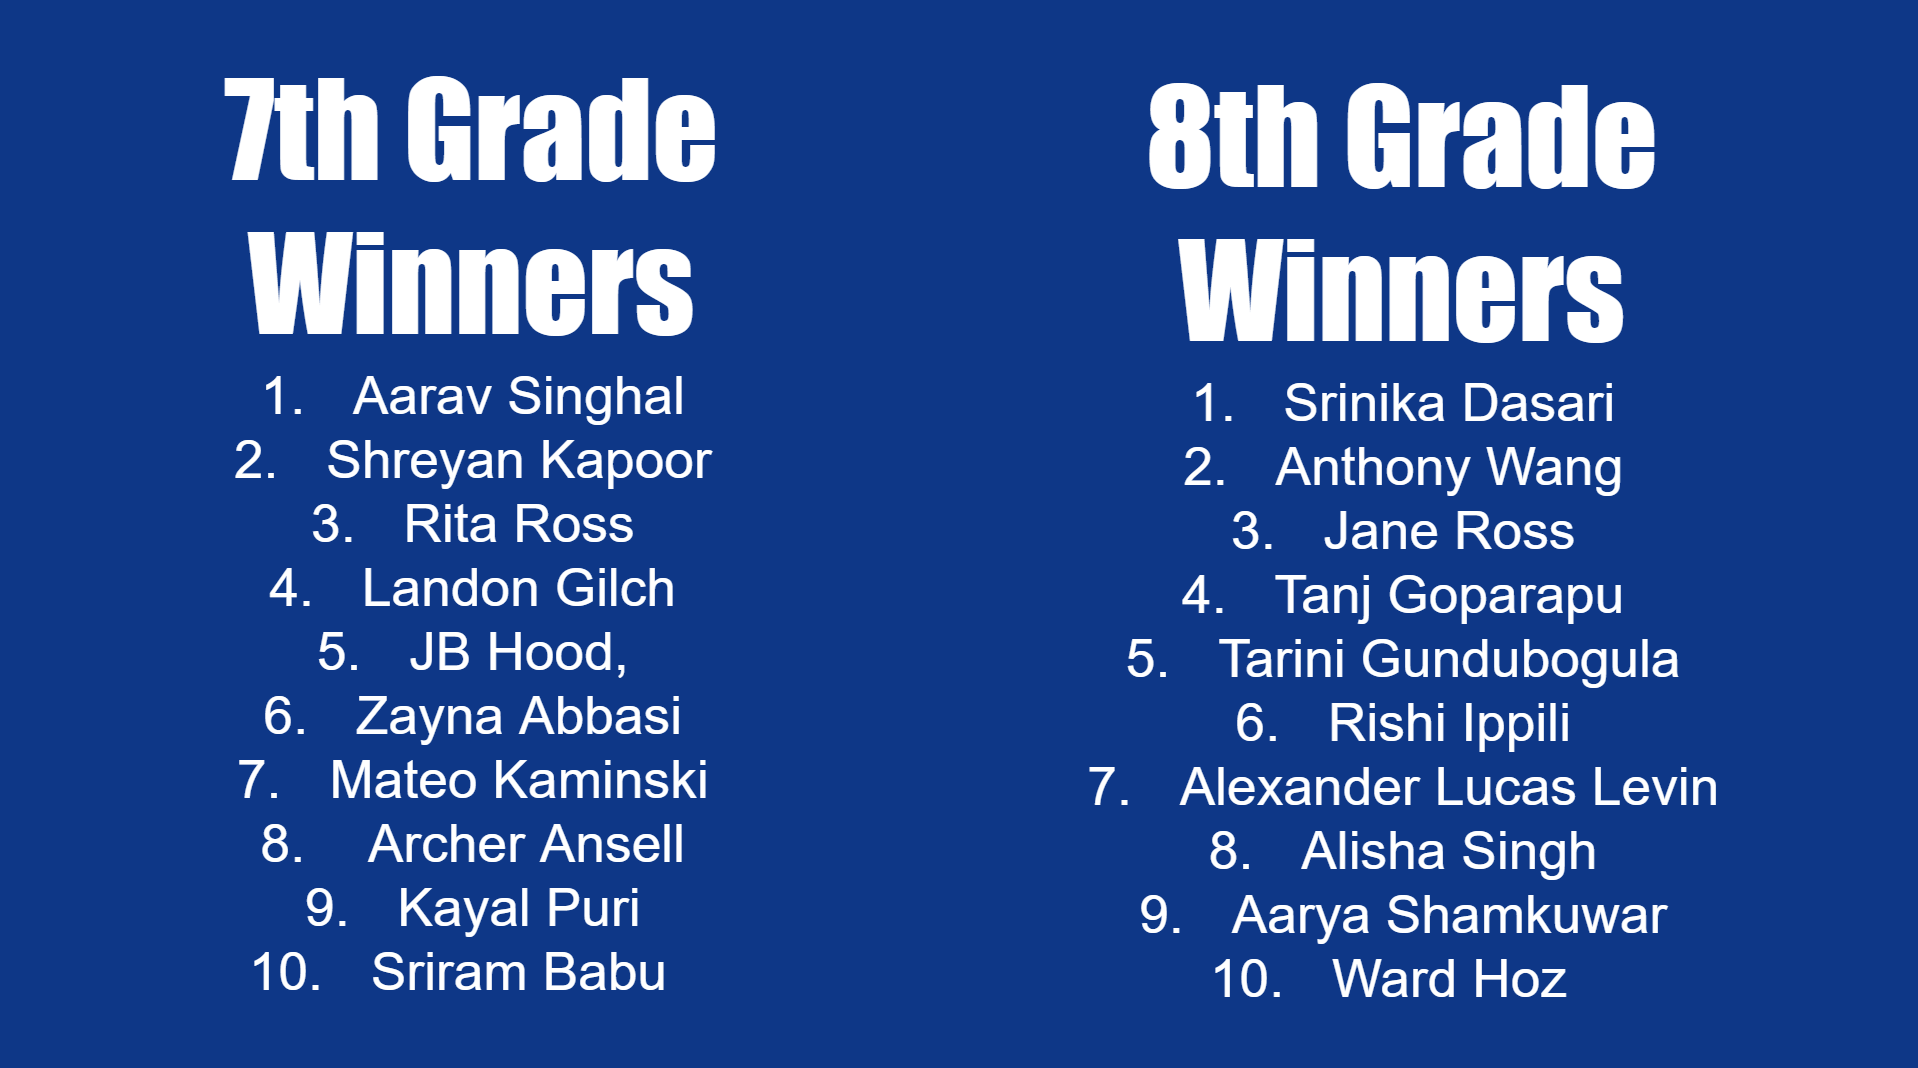 7th Grade
Winners
1. Aarav Singhal
2. Shreyan Kapoor
3. Rita Ross
4. Landon Gilch
5. JB Hood,
6. Zayna Abbasi
7. Mateo Kaminski
8. Archer Ansell
9. Kayal Puri
10. Sriram Babu
8th Grade
Winners
1. Srinika Dasari
2. Anthony Wang
3. Jane Ross
4. Tanj Goparapu
5. Tarini Gundubogula
6. Rishi Ippili
7. Alexander Lucas Levin
8. Alisha Singh
9. Aarya Shamkuwar
10. Ward Hoz